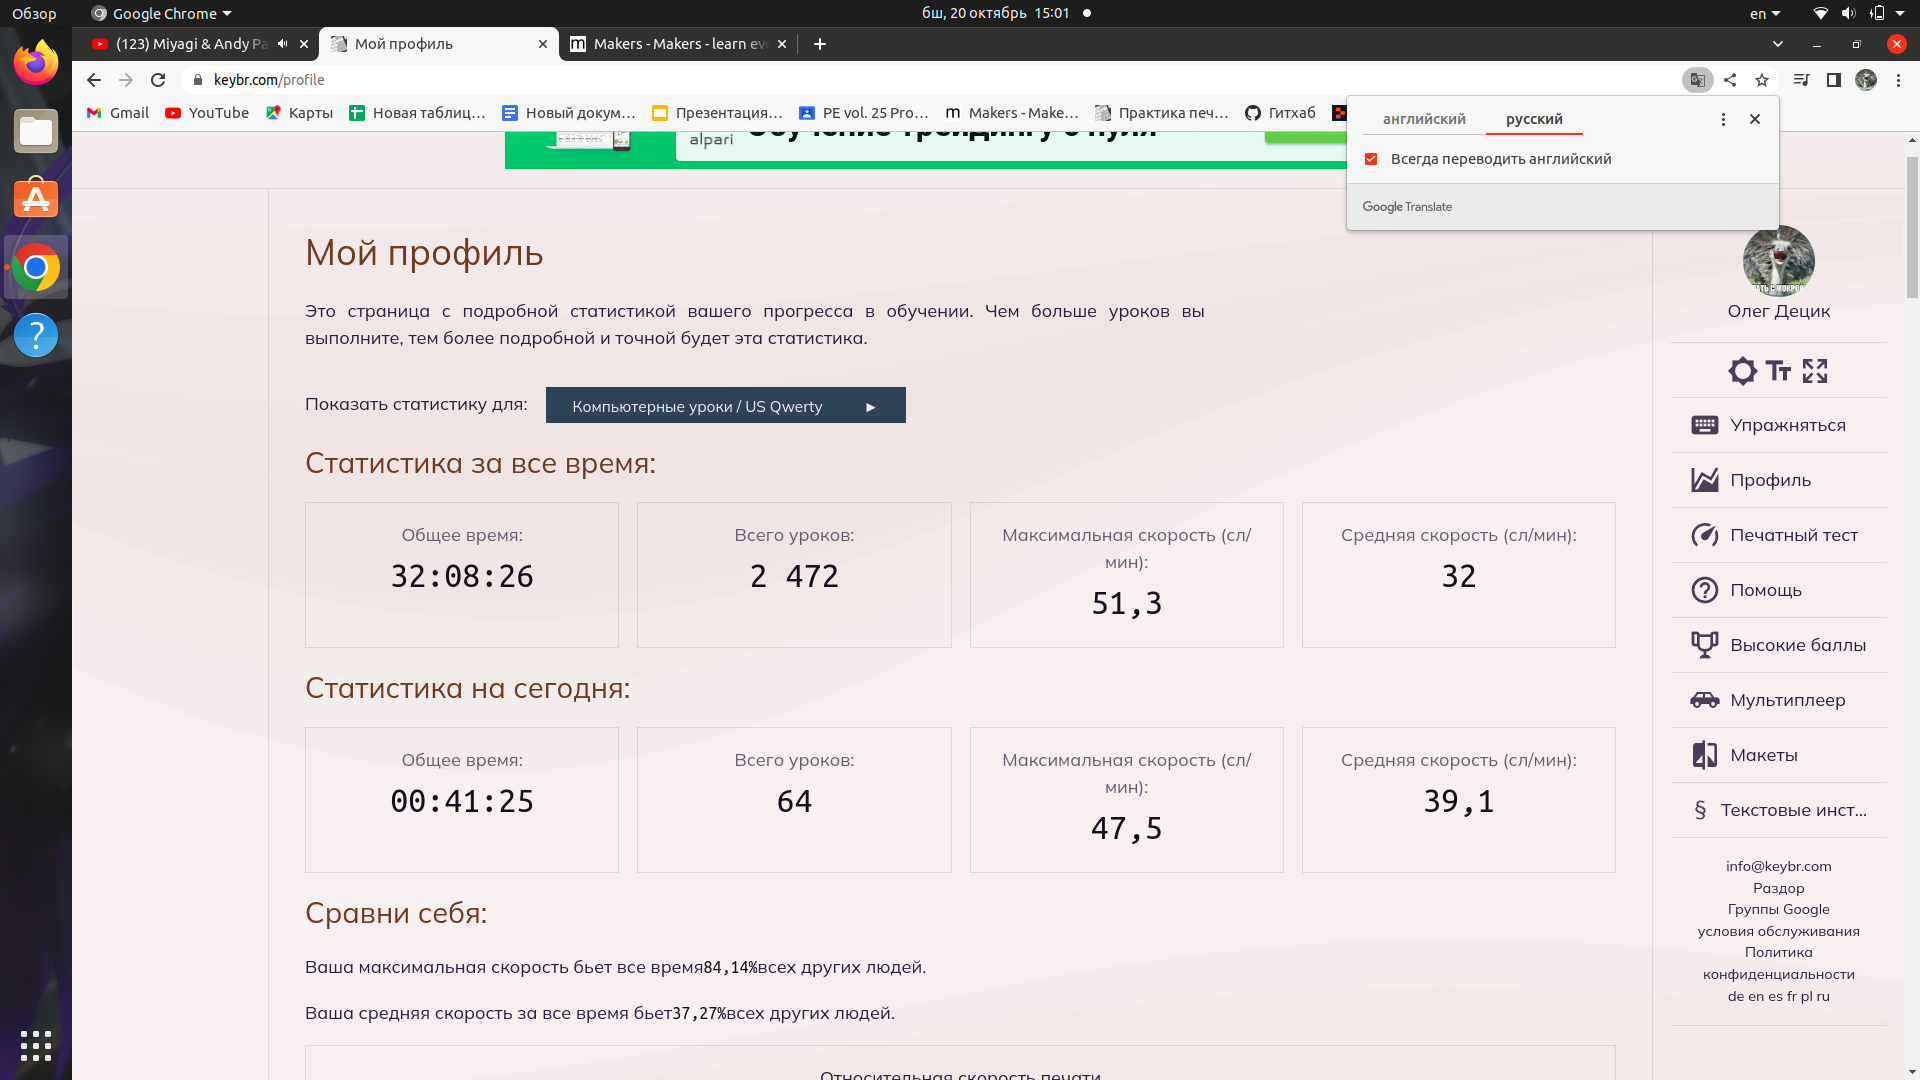 Обзор
Google Chrome
бш, 20 октябрь 15:01
en
(123) Miyagi & Andy Pa
Мой профиль
Makers - Makers - learn eve
keybr.com/profile
Gmail
YouTube
Карты
Новая таблиц...
Новый докум...
Презентация...
PE vol. 25 Pro...
Makers - Make...
Практика печ...
Гитхаб
английский
русский
Всегда переводить английский
Google Translate
alpari
Обучение трейдингу с нуля
Мой профиль
Это страница с подробной статистикой вашего прогресса в обучении. Чем больше уроков вы
выполните, тем более подробной и точной будет эта статистика.
Показать статистику для:
Компьютерные уроки / US Qwerty
Статистика за все время:
Общее время:
32:08:26
Всего уроков:
2 472
Максимальная скорость (сл/
мин):
51,3
Средняя скорость (сл/мин):
32
Статистика на сегодня:
Общее время:
00:41:25
Всего уроков:
64
Максимальная скорость (сл/
мин):
47,5
Средняя скорость (сл/мин):
39,1
Сравни себя:
Ваша максимальная скорость бьет все время84,14%всех других людей.
Ваша средняя скорость за все время бьет37,27%всех других людей.
Относительная скорость печати
Олег Децик
Упражняться
Профиль
Печатный тест
Помощь
Высокие баллы
Мультиплеер
Макеты
§ Текстовые инст...
info@keybr.com
Раздор
Группы Google
условия обслуживания
Политика
конфиденциальности
de en es fr pl ru